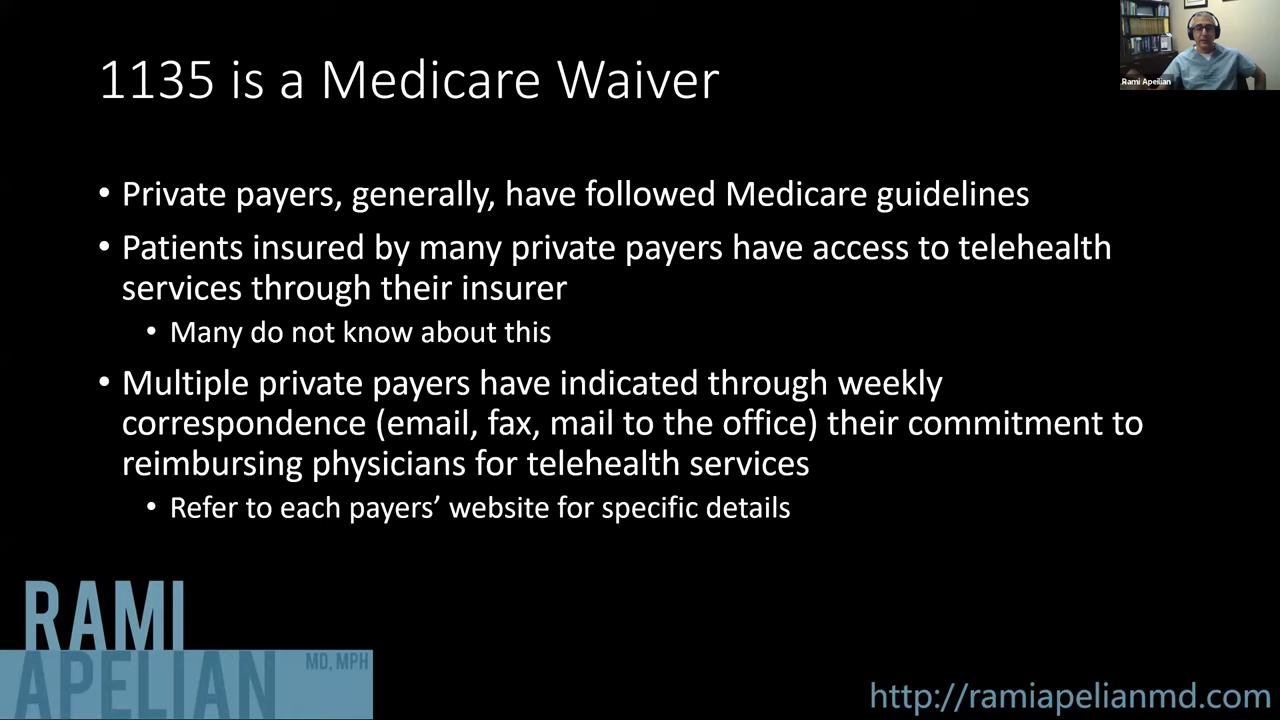 1135 is a Medicare Waiver
Rami Apeilian
• Private payers, generally, have followed Medicare guidelines
• Patients insured by many private payers have access to telehealth
services through their insurer
• Many do not know about this
• Multiple private payers have indicated through weekly
correspondence (email, fax, mail to the office) their commitment to
reimbursing physicians for telehealth services
• Refer to each payers’ website for specific details
RAMI
APELIAN MD, MPH
http://ramiapelianmd.com